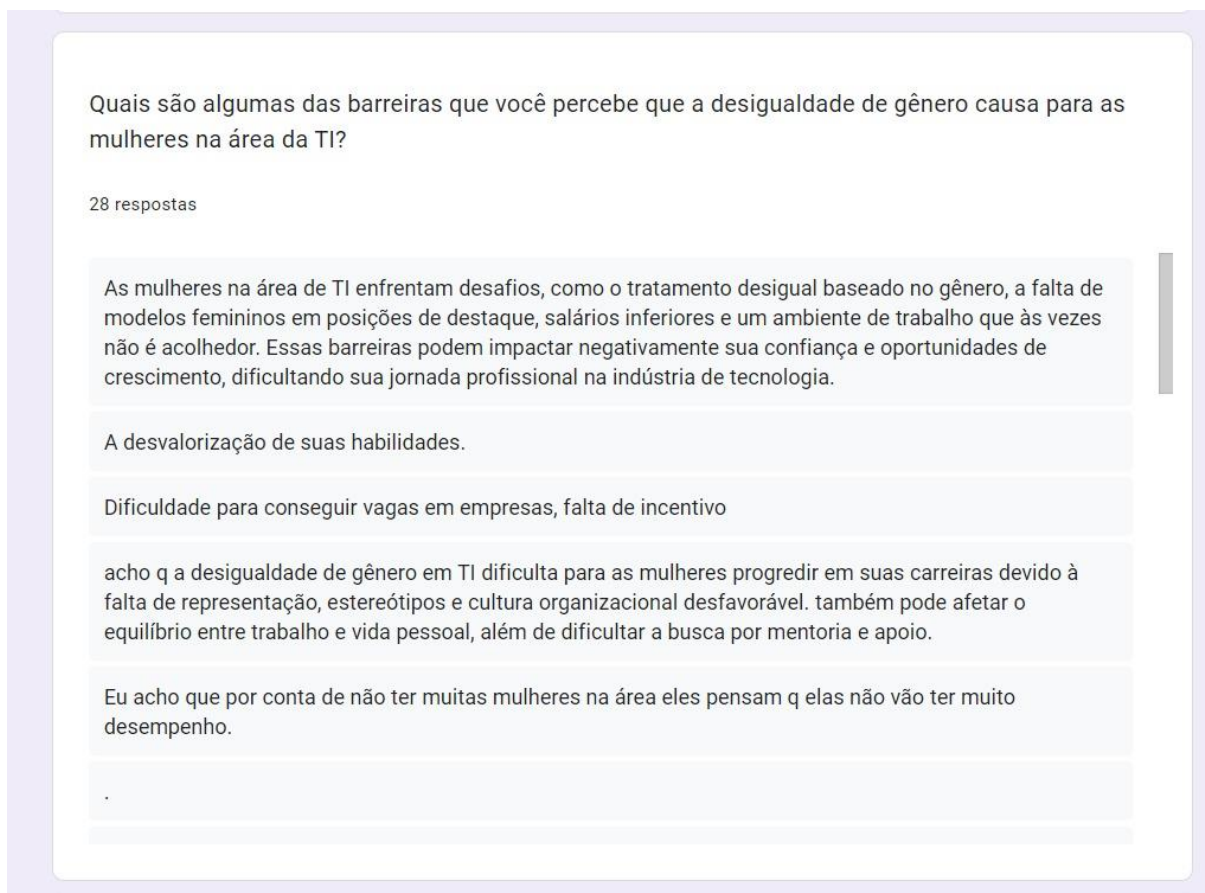 Quais são algumas das barreiras que você percebe que a desigualdade de gênero causa para as
mulheres na área da TI?
28 respostas
As mulheres na área de TI enfrentam desafios, como o tratamento desigual baseado no gênero, a falta de
modelos femininos em posições de destaque, salários inferiores e um ambiente de trabalho que às vezes
não é acolhedor. Essas barreiras podem impactar negativamente sua confiança e oportunidades de
crescimento, dificultando sua jornada profissional na indústria de tecnologia.
A desvalorização de suas habilidades.
Dificuldade para conseguir vagas em empresas, falta de incentivo
acho q a desigualdade de gênero em TI dificulta para as mulheres progredir em suas carreiras devido à
falta de representação, estereótipos e cultura organizacional desfavorável. também pode afetar o
equilíbrio entre trabalho e vida pessoal, além de dificultar a busca por mentoria e apoio.
Eu acho que por conta de não ter muitas mulheres na área eles pensam q elas não vão ter muito
desempenho.
.